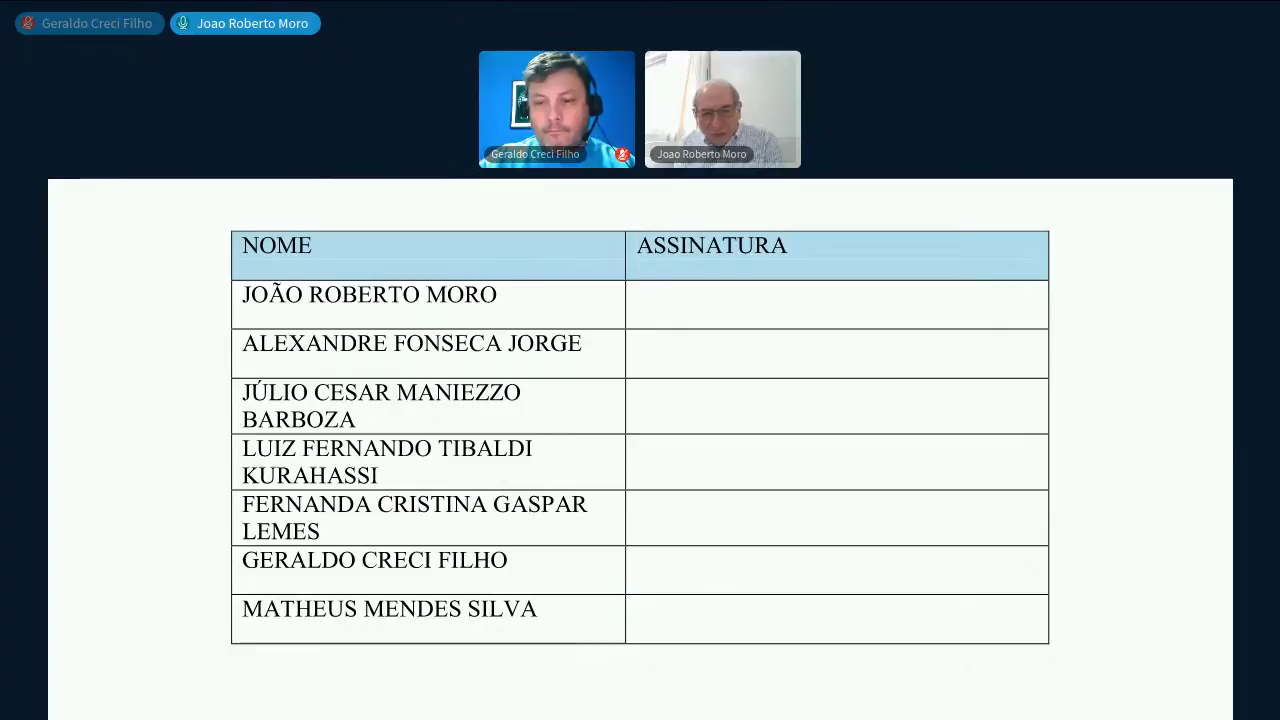 Geraldo Creci Filho
Joao Roberto Moro
Geraldo Creci Filho
Joao Roberto Moro
NOME
ASSINATURA
JOÃO ROBERTO MORO
ALEXANDRE FONSECA JORGE
JÚLIO CESAR MANIEZZO
BARBOZA
LUIZ FERNANDO TIBALDI
KURAHASSI
FERNANDA CRISTINA GASPAR
LEMES
GERALDO CRECI FILHO
MATHEUS MENDES SILVA